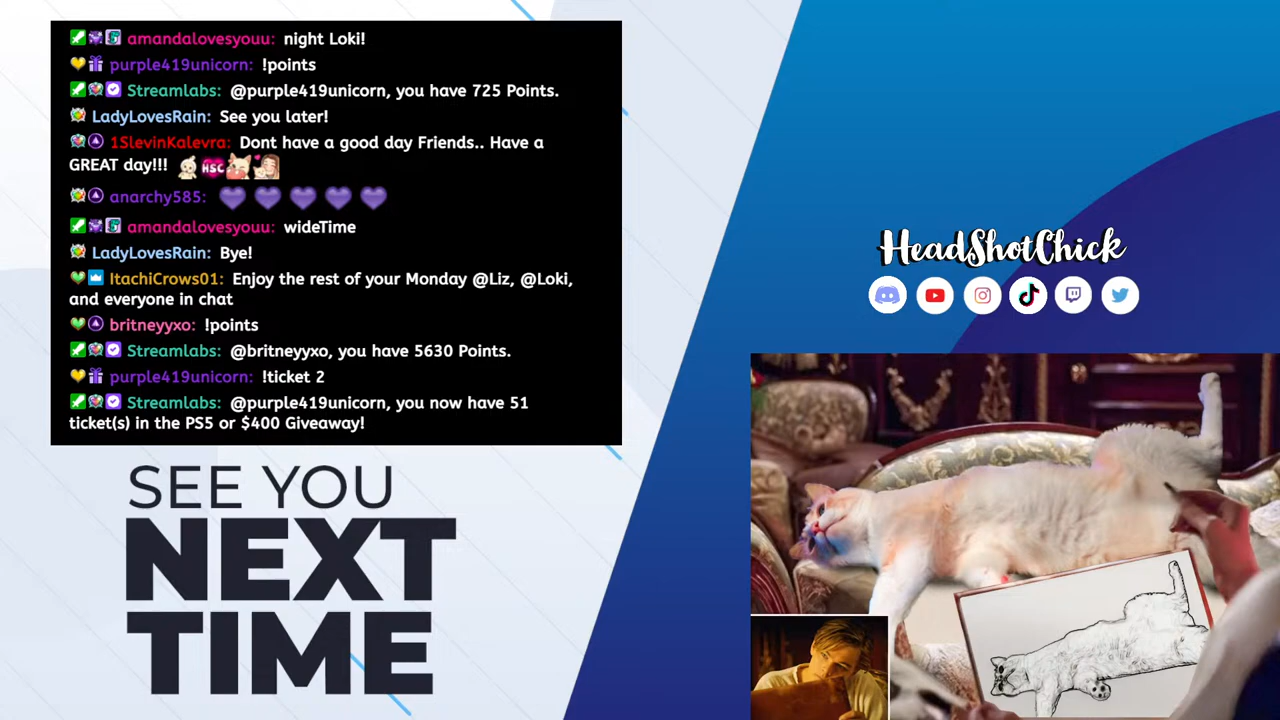 amandalovesyouu: night Loki!
purple419unicorn: !points
Streamlabs: @purple419unicorn, you have 725 Points.
LadyLovesRain: See you later!
1SlevinKalevra: Dont have a good day Friends.. Have a
GREAT day!!! HSC
anarchy585:
amandalovesyouu: wideTime
LadyLovesRain: Bye!
ItachiCrows01: Enjoy the rest of your Monday @Liz, @Loki,
and everyone in chat
britneyyxo: !points
Streamlabs: @britneyyxo, you have 5630 Points.
purple419unicorn: !ticket 2
Streamlabs: @purple419unicorn, you now have 51
ticket(s) in the PS5 or $400 Giveaway!
SEE YOU
NEXT
TIME
HeadShotChick